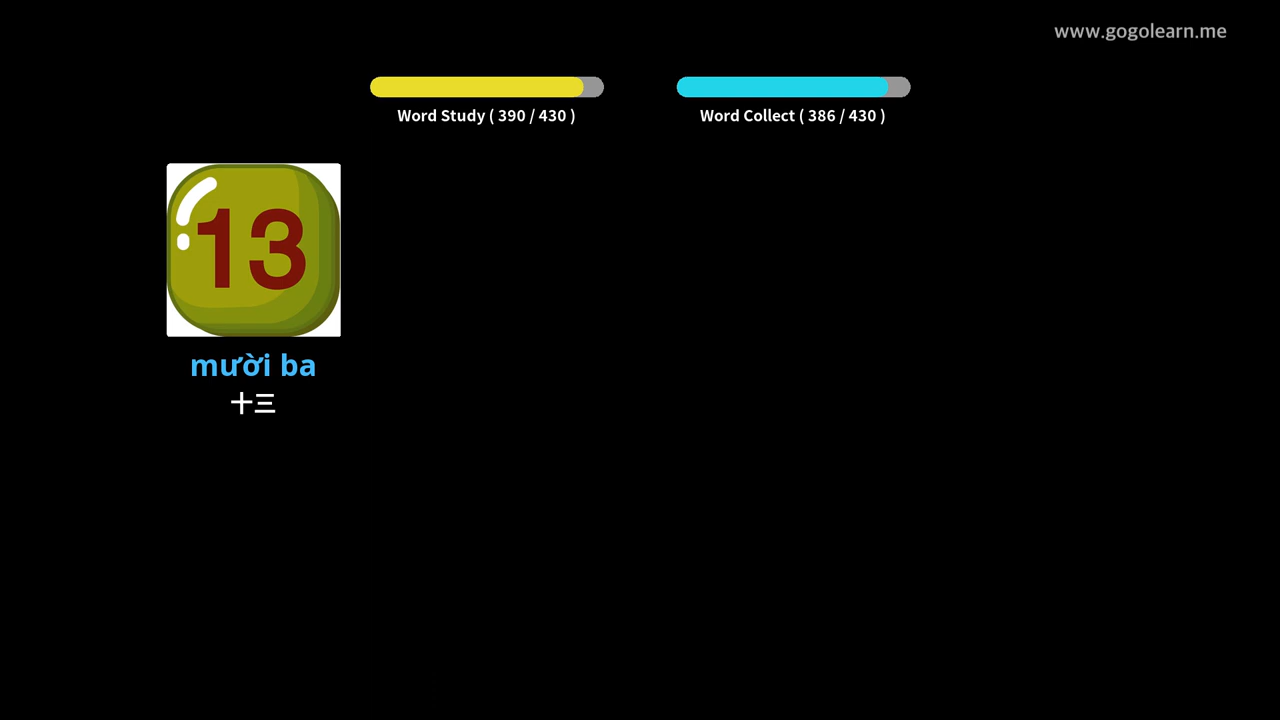 www.gogolearn.me
Word Study ( 390 / 430 )
Word Collect ( 386 / 430 )
13
mười ba
十三